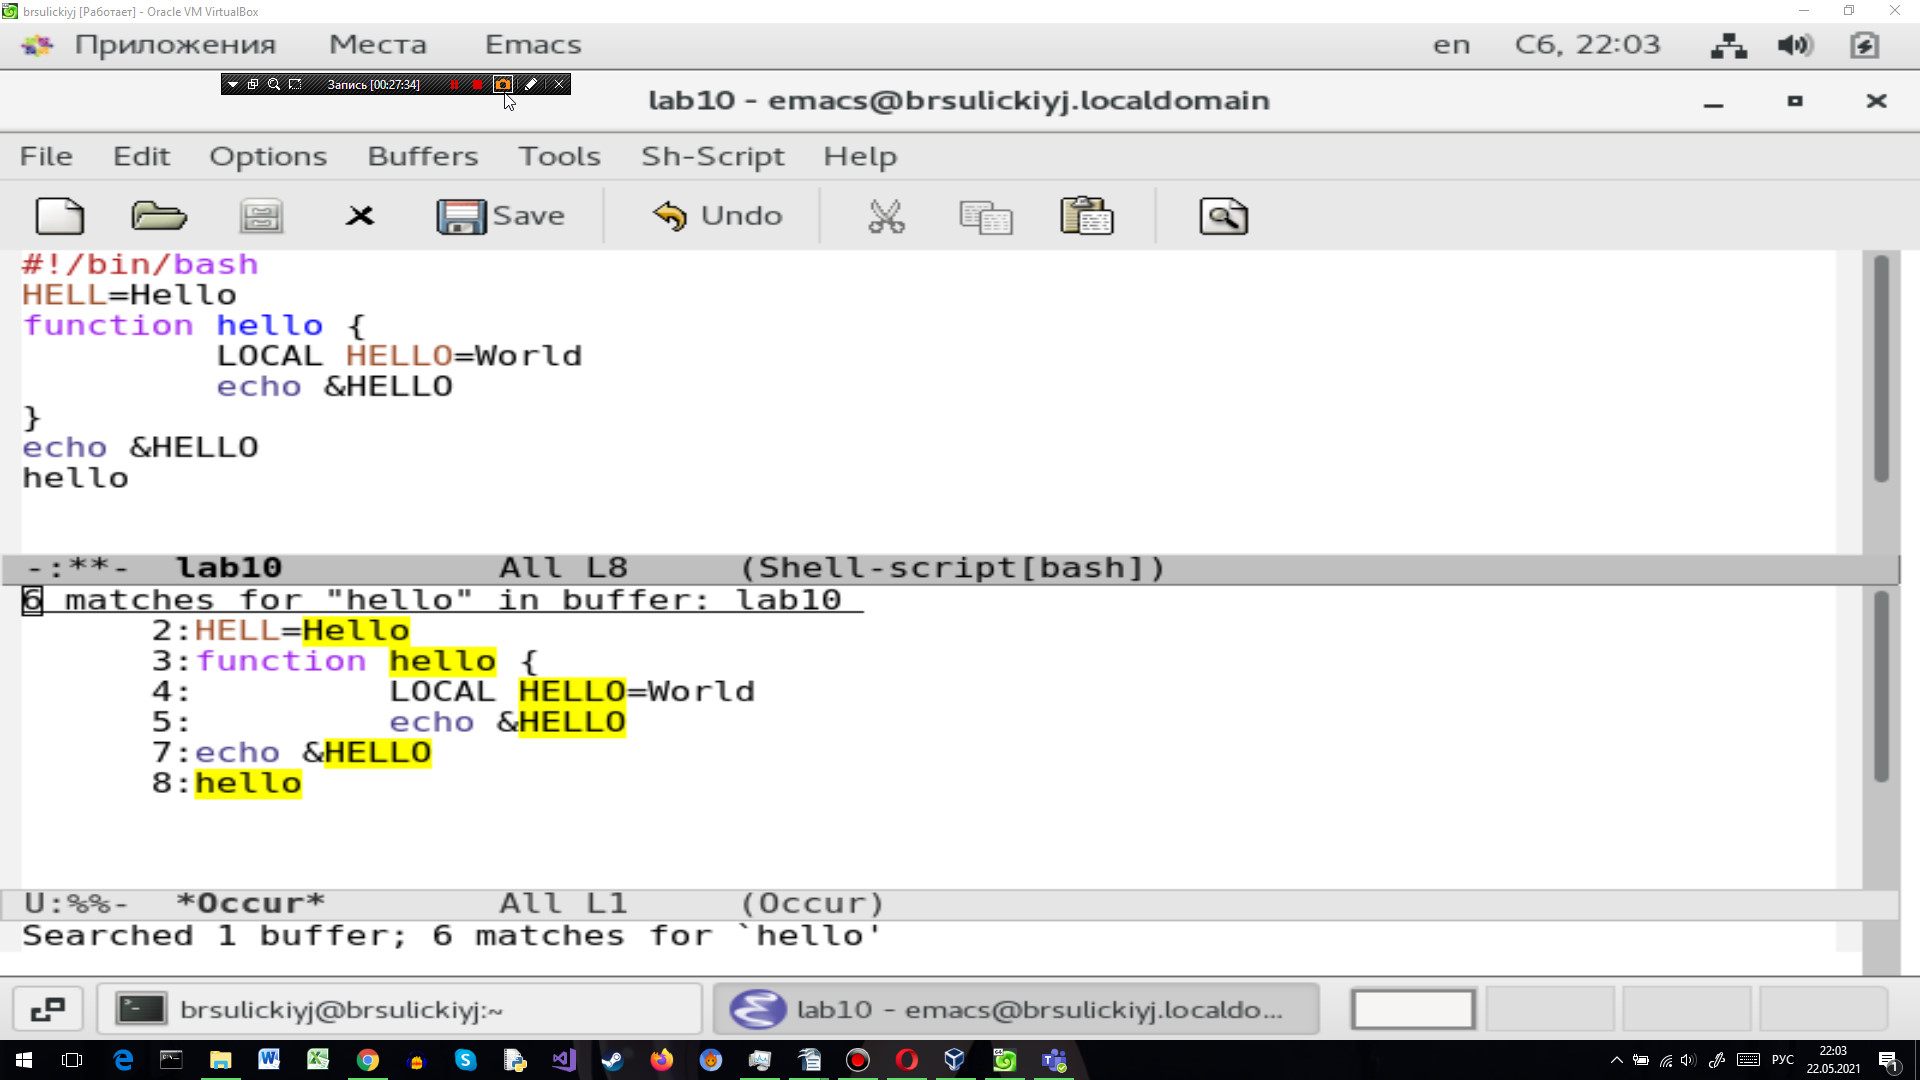 brsulickiyj [Работает] - Oracle VM VirtualBox
Приложения Места Emacs en Сб, 22:03
Запись [00:27:34]
lab10 - emacs@brsulickiyj.localdomain
File Edit Options Buffers Tools Sh-Script Help
Save Undo
#!/bin/bash
HELL=Hello
function hello {
LOCAL HELLO=World
echo &HELLO
}
echo &HELLO
hello
-:**- lab10 All L8 (Shell-script[bash])
6 matches for "hello" in buffer: lab10
2:HELL=Hello
3:function hello {
4: LOCAL HELLO=World
5: echo &HELLO
7:echo &HELLO
8:hello
U:%%- *Occur* All L1 (Occur)
Searched 1 buffer; 6 matches for `hello'
brsulickiyj@brsulickiyj:~ lab10 - emacs@brsulickiyj.localdo...
РУС 22:03
22.05.2021 1